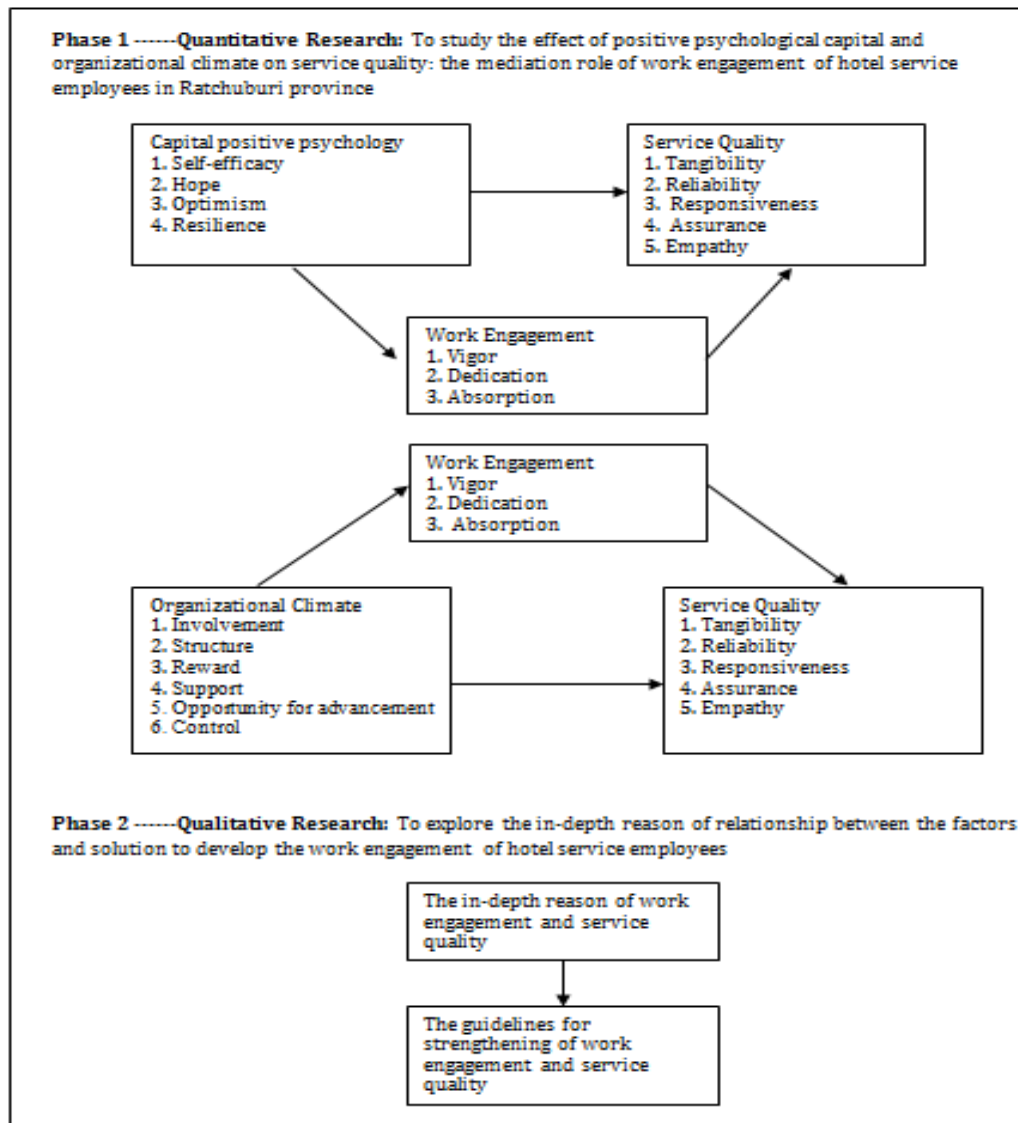 Phase 1 ------Quantitative Research: To study the effect of positive psychological capital and
organizational climate on service quality: the mediation role of work engagement of hotel service
employees in Ratchuburi province
Capital positive psychology
1. Self-efficacy
2. Hope
3. Optimism
4. Resilience
Service Quality
1. Tangibility
2. Reliability
3. Responsiveness
4. Assurance
5. Empathy
Work Engagement
1. Vigor
2. Dedication
3. Absorption
Work Engagement
1. Vigor
2. Dedication
3. Absorption
Organizational Climate
1. Involvement
2. Structure
3. Reward
4. Support
5. Opportunity for advancement
6. Control
Service Quality
1. Tangibility
2. Reliability
3. Responsiveness
4. Assurance
5. Empathy
Phase 2 ------Qualitative Research: To explore the in-depth reason of relationship between the factors
and solution to develop the work engagement of hotel service employees
The in-depth reason of work
engagement and service
quality
The guidelines for
strengthening of work
engagement and service
quality